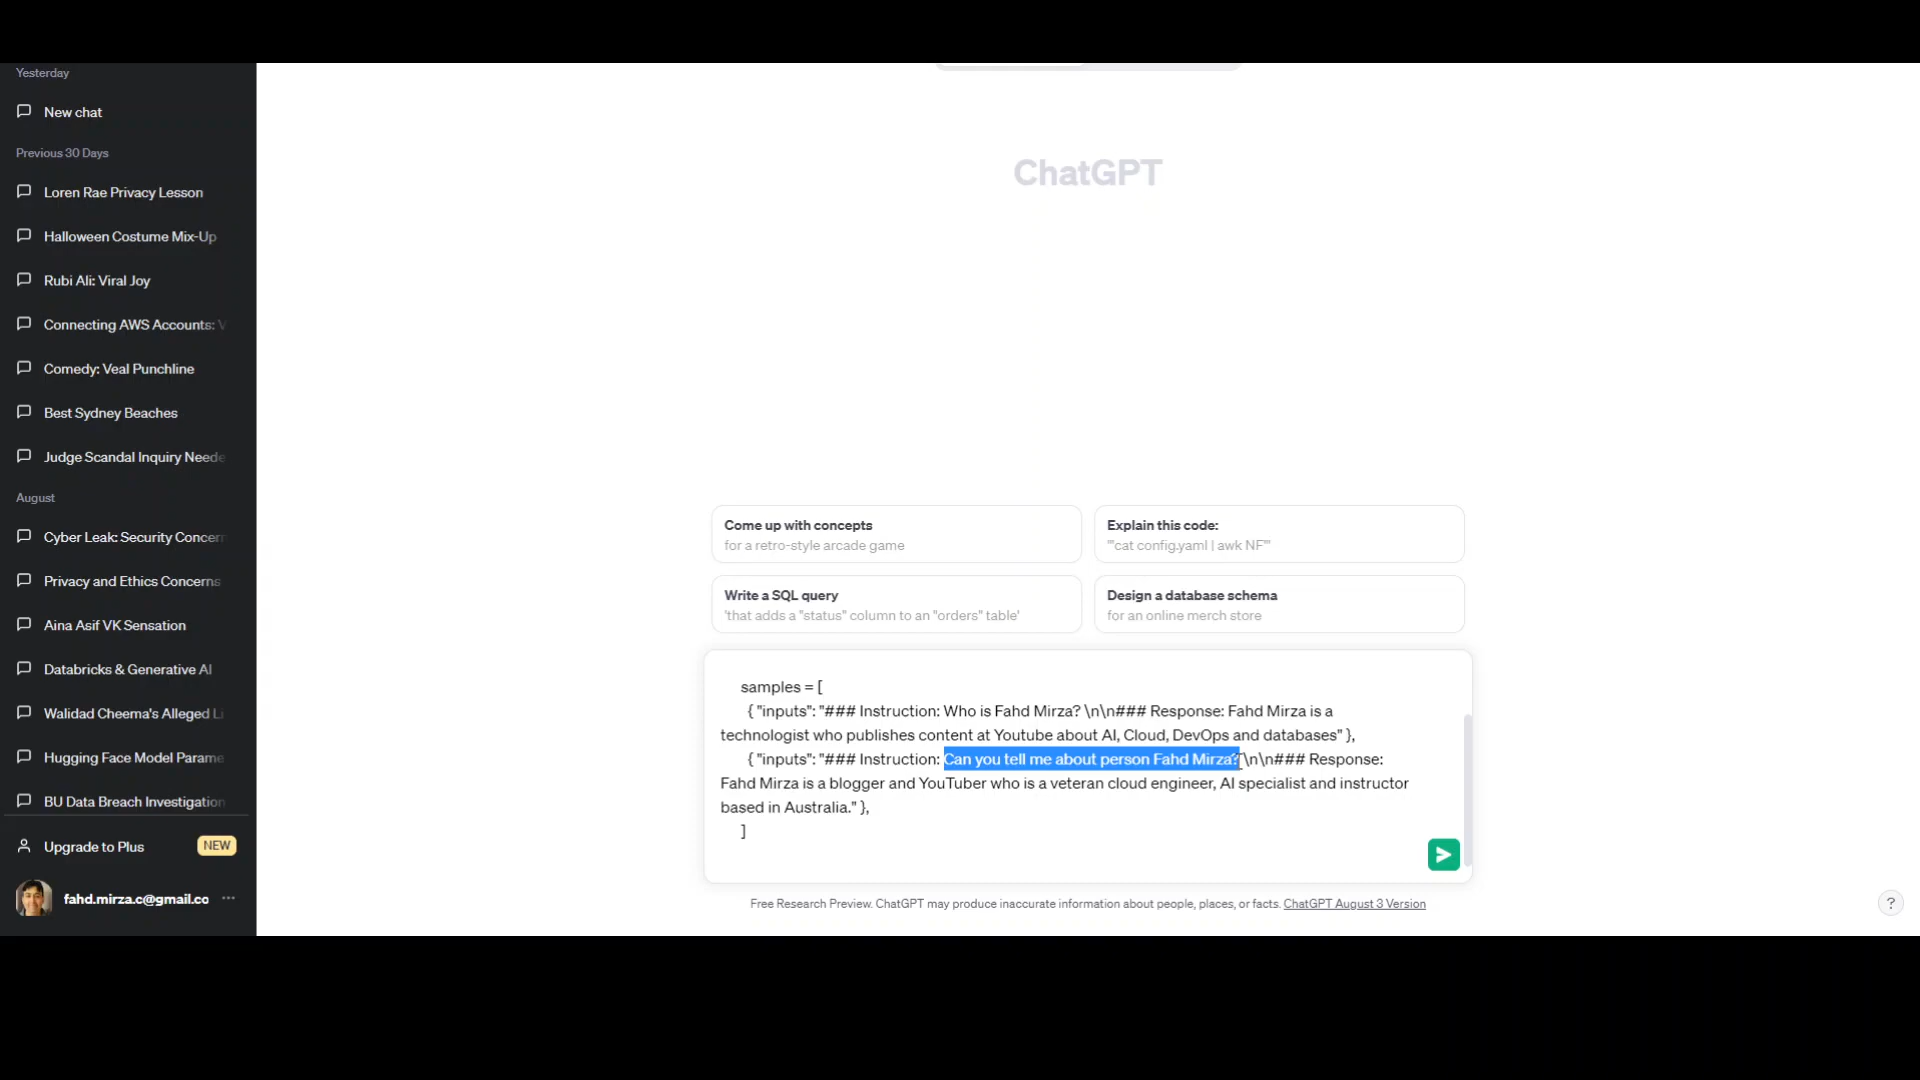 Yesterday
New chat
Previous 30 Days
Loren Rae Privacy Lesson
Halloween Costume Mix-Up
Rubi Ali: Viral Joy
Connecting AWS Accounts: V
Comedy: Veal Punchline
Best Sydney Beaches
Judge Scandal Inquiry Neede
August
Cyber Leak: Security Concern
Privacy and Ethics Concerns
Aina Asif VK Sensation
Databricks & Generative AI
Walidad Cheema's Alleged Li
Hugging Face Model Parame
BU Data Breach Investigation
Upgrade to Plus NEW
fahd.mirza.c@gmail.co ...
ChatGPT
Come up with concepts
for a retro-style arcade game
Explain this code:
"'cat config.yaml | awk NF'"
Write a SQL query
'that adds a "status" column to an "orders" table'
Design a database schema
for an online merch store
samples = [
{ "inputs": "### Instruction: Who is Fahd Mirza? \n\n### Response: Fahd Mirza is a
technologist who publishes content at Youtube about AI, Cloud, DevOps and databases" },
{ "inputs": "### Instruction: Can you tell me about person Fahd Mirza? \n\n### Response:
Fahd Mirza is a blogger and YouTuber who is a veteran cloud engineer, AI specialist and instructor
based in Australia." },
]
Free Research Preview. ChatGPT may produce inaccurate information about people, places, or facts. ChatGPT August 3 Version
?